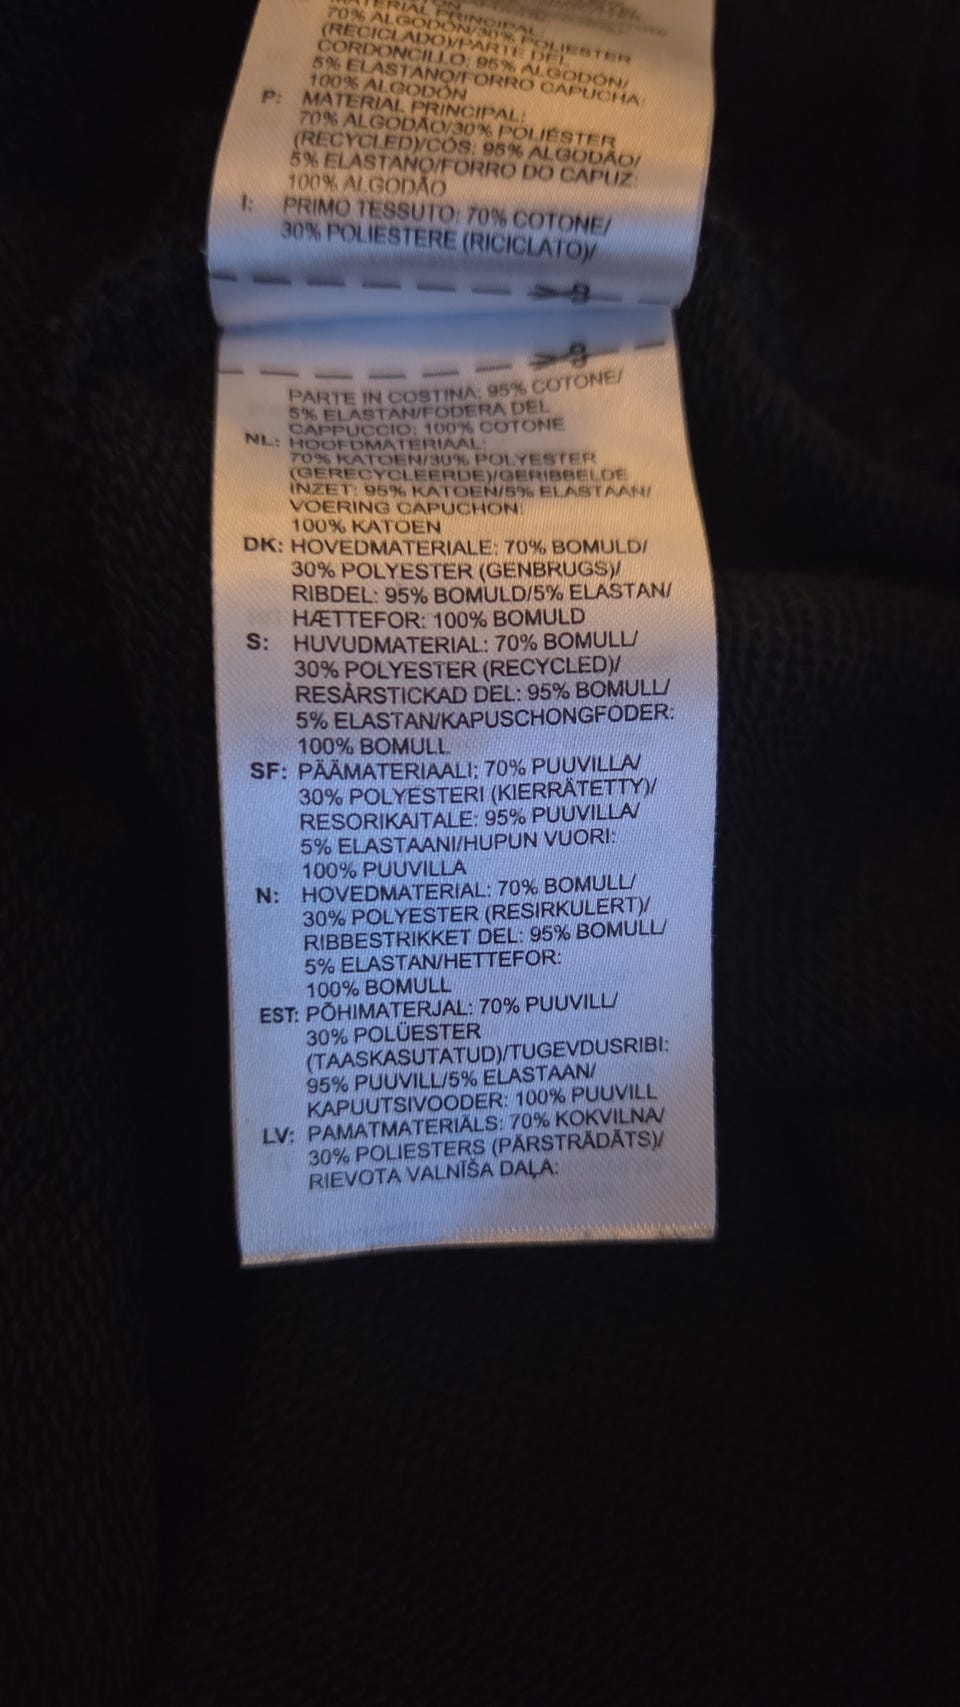 MATERIAL PRINCIPAL:
70% ALGODÓN/30% POLIESTER
(RECICLADO)/PARTE DEL
CORDONCILLO: 95% ALGODÓN/
5% ELASTANO/FORRO CAPUCHA:
100% ALGODÓN
P: MATERIAL PRINCIPAL:
70% ALGODÃO/30% POLIÉSTER
(RECYCLED)/CÓS: 95% ALGODÃO/
5% ELASTANO/FORRO DO CAPUZ:
100% ALGODÃO
I: PRIMO TESSUTO: 70% COTONE/
30% POLIESTERE (RICICLATO)/
PARTE IN COSTINA: 95% COTONE/
5% ELASTAN/FODERA DEL
CAPPUCCIO: 100% COTONE
NL: HOOFDMATERIAAL:
70% KATOEN/30% POLYESTER
(GERECYCLEERDE)/GERIBBELDE
INZET: 95% KATOEN/5% ELASTAAN/
VOERING CAPUCHON:
100% KATOEN
DK: HOVEDMATERIALE: 70% BOMULD/
30% POLYESTER (GENBRUGS)/
RIBDEL: 95% BOMULD/5% ELASTAN/
HÆTTEFOR: 100% BOMULD
S: HUVUDMATERIAL: 70% BOMULL/
30% POLYESTER (RECYCLED)/
RESÅRSTICKAD DEL: 95% BOMULL/
5% ELASTAN/KAPUSCHONGFODER:
100% BOMULL
SF: PÄÄMATERIAALI: 70% PUUVILLA/
30% POLYESTERI (KIERRÄTETTY)/
RESORIKAITALE: 95% PUUVILLA/
5% ELASTAANI/HUPUN VUORI:
100% PUUVILLA
N: HOVEDMATERIAL: 70% BOMULL/
30% POLYESTER (RESIRKULERT)/
RIBBESTRIKKET DEL: 95% BOMULL/
5% ELASTAN/HETTEFOR:
100% BOMULL
EST: PÕHIMATERJAL: 70% PUUVILL/
30% POLÜESTER
(TAASKASUTATUD)/TUGEVDUSRIBI:
95% PUUVILL/5% ELASTAAN/
KAPUUTSIVOODER: 100% PUUVILL
LV: PAMATMATERIĀLS: 70% KOKVILNA/
30% POLIESTERS (PĀRSTRĀDĀTS)/
RIEVOTA VALNĪŠA DAĻA: